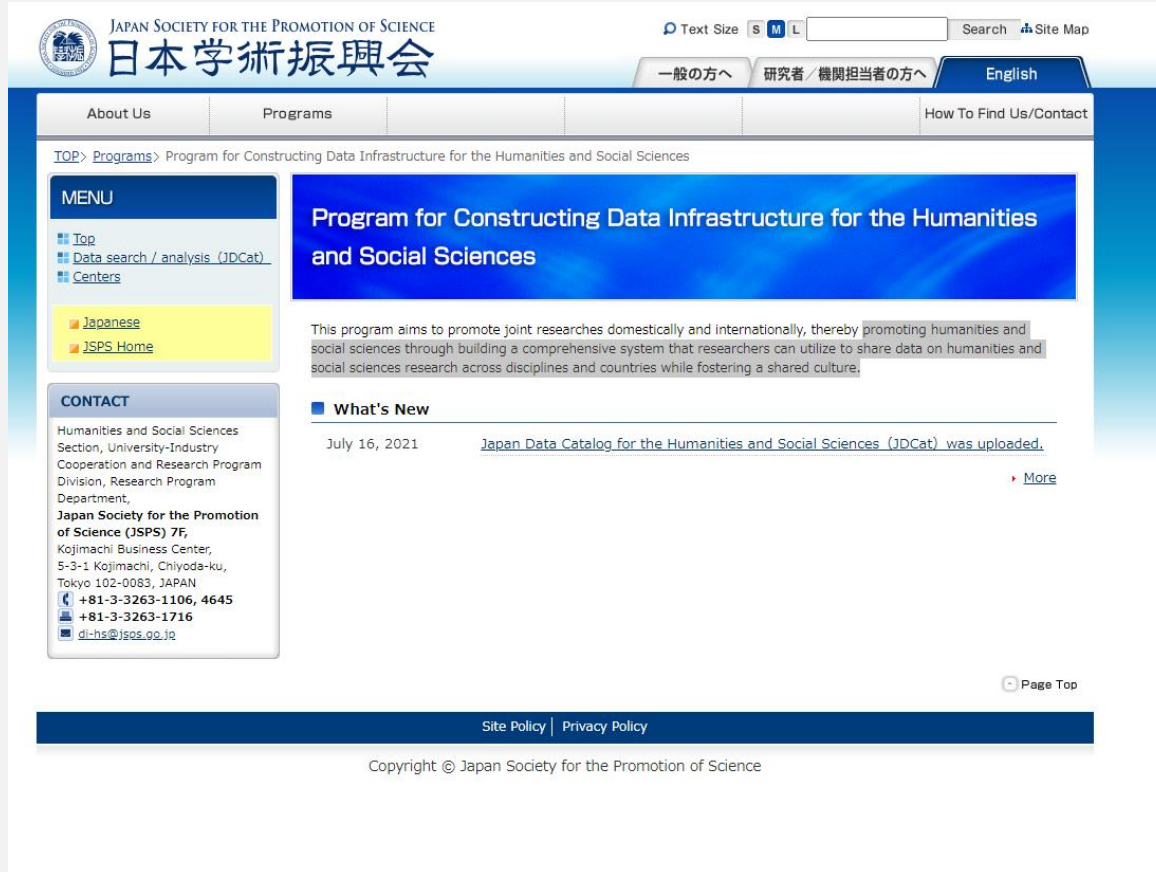 JAPAN SOCIETY FOR THE PROMOTION OF SCIENCE
日本学術振興会
Text Size S M L Search Site Map
一般の方へ 研究者/機関担当者の方へ English
About Us Programs How To Find Us/Contact
TOP> Programs> Program for Constructing Data Infrastructure for the Humanities and Social Sciences
MENU
Top
Data search / analysis (JDCat)
Centers
Japanese
JSPS Home
CONTACT
Humanities and Social Sciences
Section, University-Industry
Cooperation and Research Program
Division, Research Program
Department,
Japan Society for the Promotion
of Science (JSPS) 7F,
Kojimachi Business Center,
5-3-1 Kojimachi, Chiyoda-ku,
Tokyo 102-0083, JAPAN
+81-3-3263-1106, 4645
+81-3-3263-1716
di-hs@jsps.go.jp
Program for Constructing Data Infrastructure for the Humanities
and Social Sciences
This program aims to promote joint researches domestically and internationally, thereby promoting humanities and
social sciences through building a comprehensive system that researchers can utilize to share data on humanities and
social sciences research across disciplines and countries while fostering a shared culture.
What's New
July 16, 2021 Japan Data Catalog for the Humanities and Social Sciences (JDCat) was uploaded.
More
Page Top
Site Policy | Privacy Policy
Copyright © Japan Society for the Promotion of Science